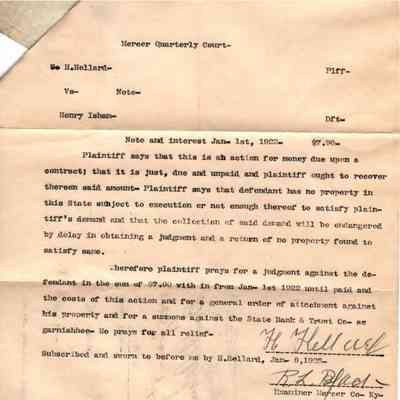 Mercer Quarterly Court-
H.Hellard- Plff-
Vs- Note-
Henry Isham- Dft-
Note and interest Jan- 1st, 1922- $7.90-
Plaintiff says that this is an action for money due upon a
contract; that it is just, due and unpaid and plaintiff ought to recover
thereon said amount- Plaintiff says that defendant has no property in
this State subject to execution or not enough thereof to satisfy plain-
tiff's demand and that the collection of said demand will be endangered
by delay in obtaining a judgment and a return of no property found to
satisfy same.
Wherefore plaintiff prays for a judgment against the de-
fendant in the sum of $7.90 with in from Jan- 1st 1922 until paid and
the costs of this action and for a general order of attachment against
his property and for a summons against the State Bank & Trust Co- as
garnishee- He prays for all relief-
H Hellard
Subscribed and sworn to before me by H.Hellard, Jan- 6,
Examiner Mercer Co- Ky-